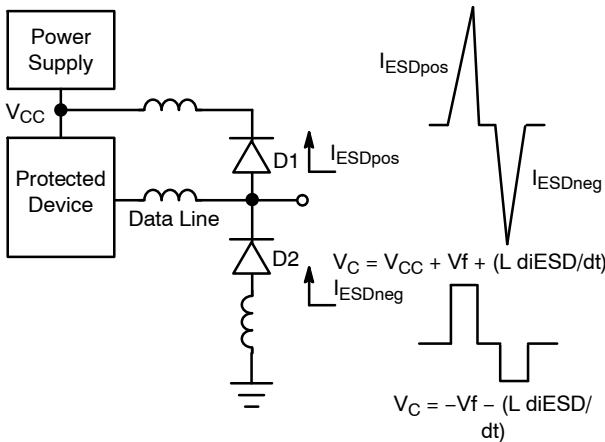 Power
Supply
V_CC
Protected
Device
Data Line
D1
I_ESDpos
D2
I_ESDneg
I_ESDpos
I_ESDneg
V_C = V_CC + Vf + (L diESD/dt)
V_C = −Vf − (L diESD/
dt)